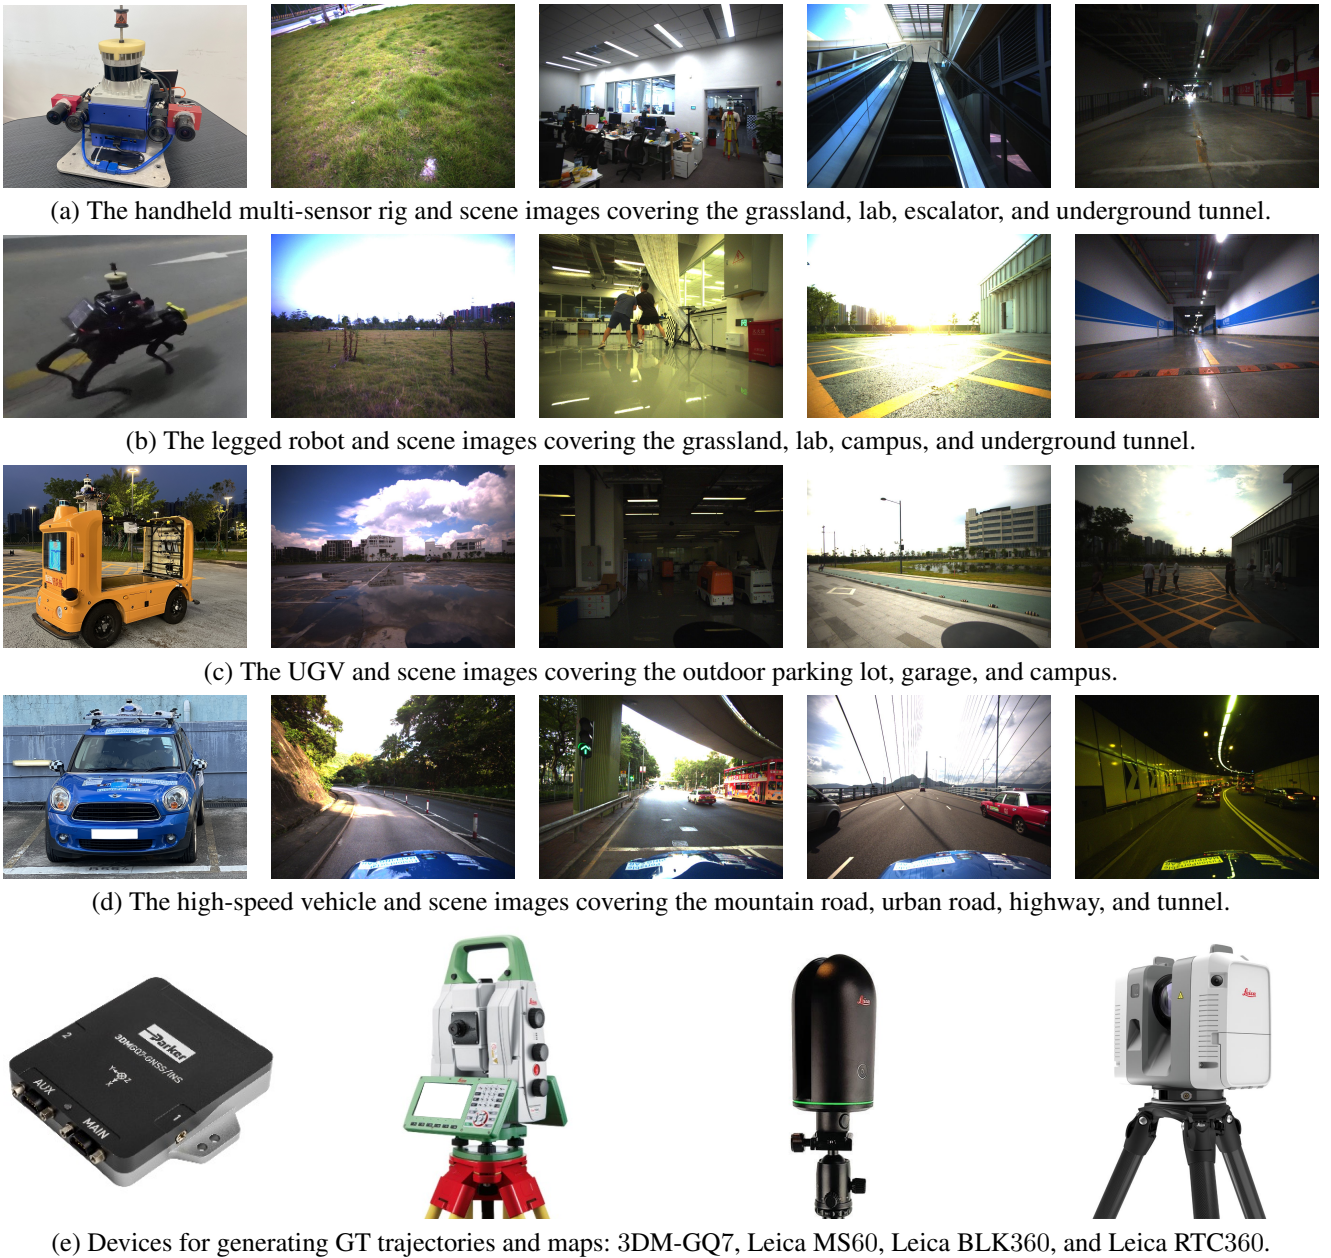 (a) The handheld multi-sensor rig and scene images covering the grassland, lab, escalator, and underground tunnel.
(b) The legged robot and scene images covering the grassland, lab, campus, and underground tunnel.
(c) The UGV and scene images covering the outdoor parking lot, garage, and campus.
(d) The high-speed vehicle and scene images covering the mountain road, urban road, highway, and tunnel.
2
Parker
3DMGQ7-GNSS/INS
Y Z
X
AUX
MAIN
1
Leica
Leica
(e) Devices for generating GT trajectories and maps: 3DM-GQ7, Leica MS60, Leica BLK360, and Leica RTC360.